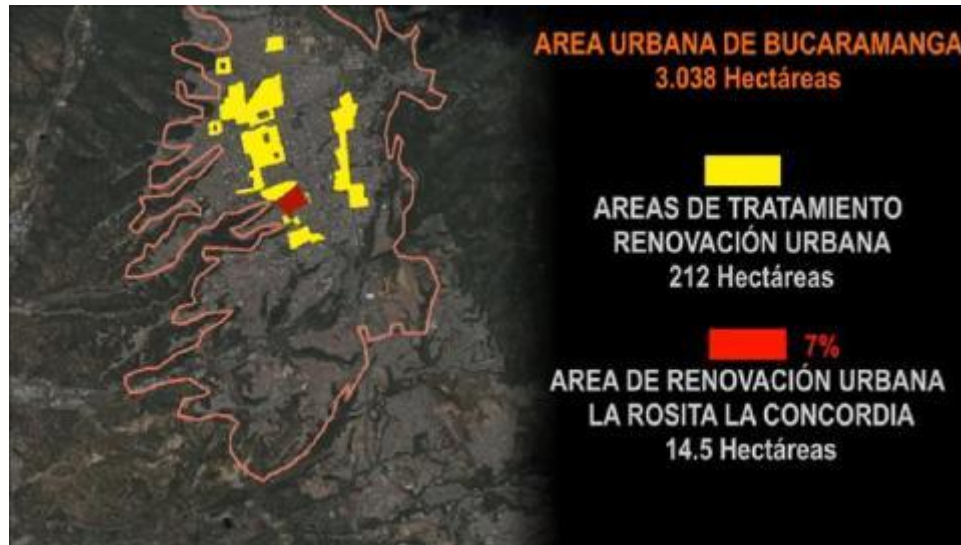 AREA URBANA DE BUCARAMANGA
3.038 Hectáreas
AREAS DE TRATAMIENTO
RENOVACIÓN URBANA
212 Hectáreas
7%
AREA DE RENOVACIÓN URBANA
LA ROSITA LA CONCORDIA
14.5 Hectáreas